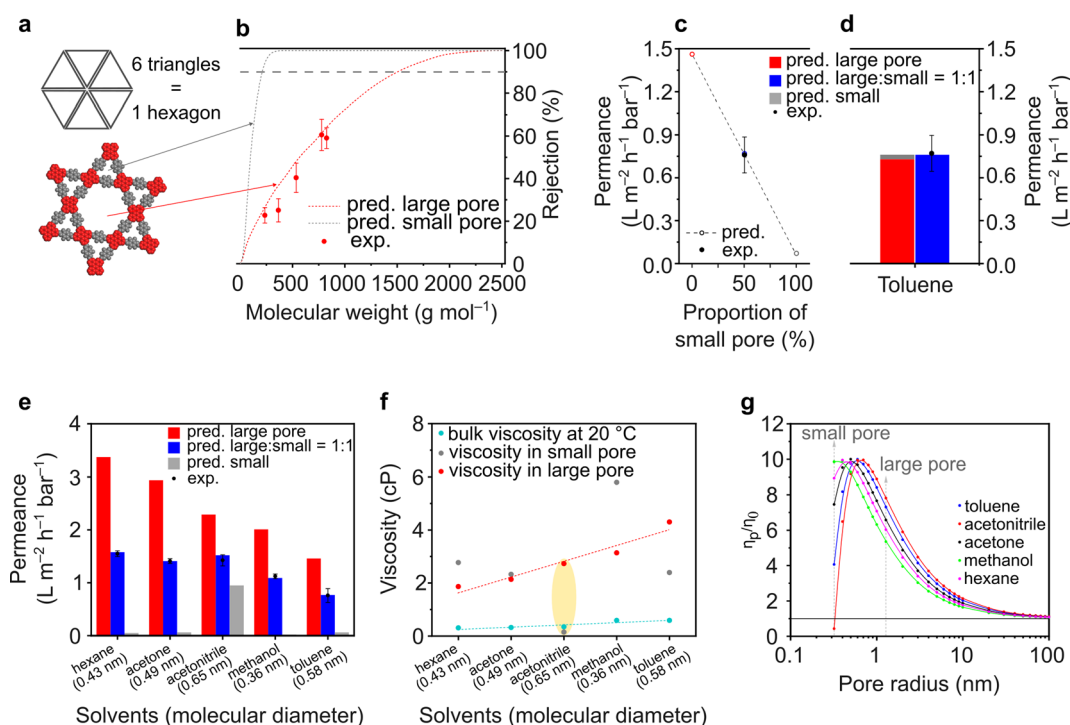 a
6 triangles
=
1 hexagon
b
100
80
60
40
20
0
Rejection (%)
pred. large pore
pred. small pore
exp.
0
500
1000
1500
2000
2500
Molecular weight (g mol⁻¹)
c
1.5
1.2
0.9
0.6
0.3
0.0
Permeance
(L m⁻² h⁻¹ bar⁻¹)
pred.
exp.
0
50
100
Proportion of
small pore (%)
d
pred. large pore
pred. large:small = 1:1
pred. small
exp.
1.5
1.2
0.9
0.6
0.3
0.0
Permeance
(L m⁻² h⁻¹ bar⁻¹)
Toluene
e
4
3
2
1
0
Permeance
(L m⁻² h⁻¹ bar⁻¹)
pred. large pore
pred. large:small = 1:1
pred. small
exp.
hexane
(0.43 nm)
acetone
(0.49 nm)
acetonitrile
(0.65 nm)
methanol
(0.36 nm)
toluene
(0.58 nm)
Solvents (molecular diameter)
f
8
6
4
2
0
Viscosity (cP)
bulk viscosity at 20 °C
viscosity in small pore
viscosity in large pore
hexane
(0.43 nm)
acetone
(0.49 nm)
acetonitrile
(0.65 nm)
methanol
(0.36 nm)
toluene
(0.58 nm)
Solvents (molecular diameter)
g
small pore
large pore
12
10
8
6
4
2
0
ηp/η0
toluene
acetonitrile
acetone
methanol
hexane
0.1
1
10
100
Pore radius (nm)